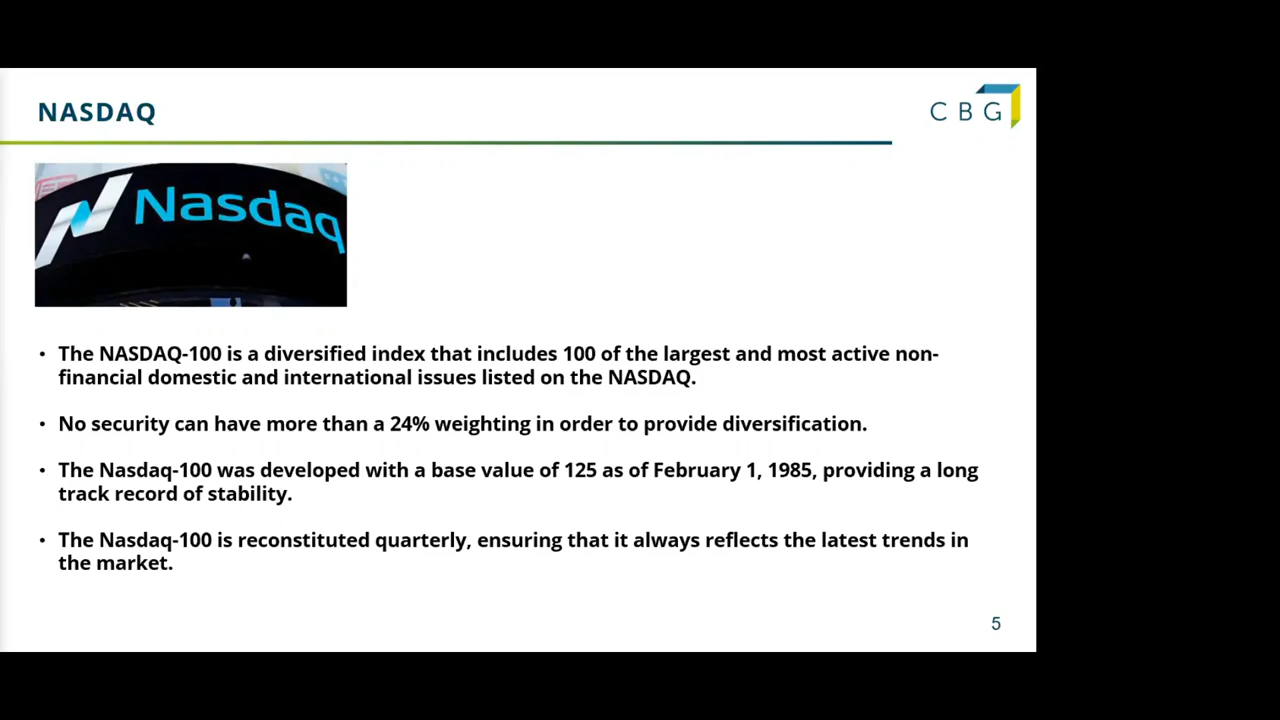 NASDAQ
CBG
Nasdaq
• The NASDAQ-100 is a diversified index that includes 100 of the largest and most active non-
financial domestic and international issues listed on the NASDAQ.
• No security can have more than a 24% weighting in order to provide diversification.
• The Nasdaq-100 was developed with a base value of 125 as of February 1, 1985, providing a long
track record of stability.
• The Nasdaq-100 is reconstituted quarterly, ensuring that it always reflects the latest trends in
the market.
5